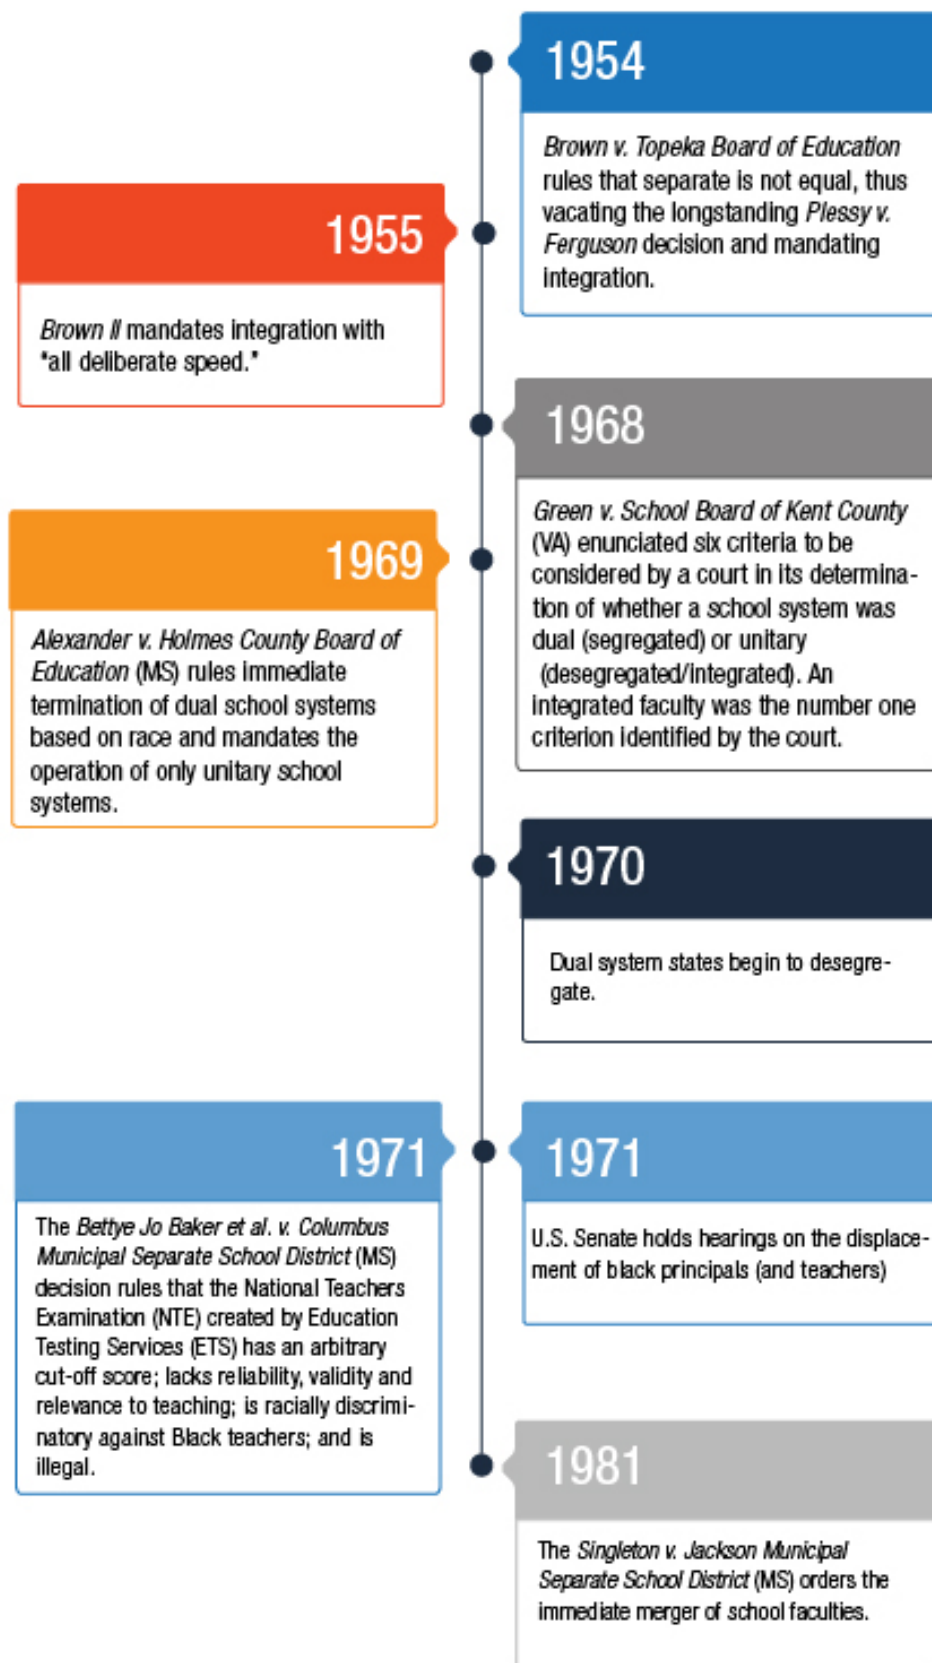 1954
Brown v. Topeka Board of Education
rules that separate is not equal, thus
vacating the longstanding Plessy v.
Ferguson decision and mandating
integration.
1955
Brown II mandates integration with
"all deliberate speed."
1968
Green v. School Board of Kent County
(VA) enunciated six criteria to be
considered by a court in its determina-
tion of whether a school system was
dual (segregated) or unitary
(desegregated/integrated). An
integrated faculty was the number one
criterion identified by the court.
1969
Alexander v. Holmes County Board of
Education (MS) rules immediate
termination of dual school systems
based on race and mandates the
operation of only unitary school
systems.
1970
Dual system states begin to desegre-
gate.
1971
The Bettye Jo Baker et al. v. Columbus
Municipal Separate School District (MS)
decision rules that the National Teachers
Examination (NTE) created by Education
Testing Services (ETS) has an arbitrary
cut-off score; lacks reliability, validity and
relevance to teaching; is racially discrimi-
natory against Black teachers; and is
illegal.
1971
U.S. Senate holds hearings on the displace-
ment of black principals (and teachers)
1981
The Singleton v. Jackson Municipal
Separate School District (MS) orders the
immediate merger of school faculties.